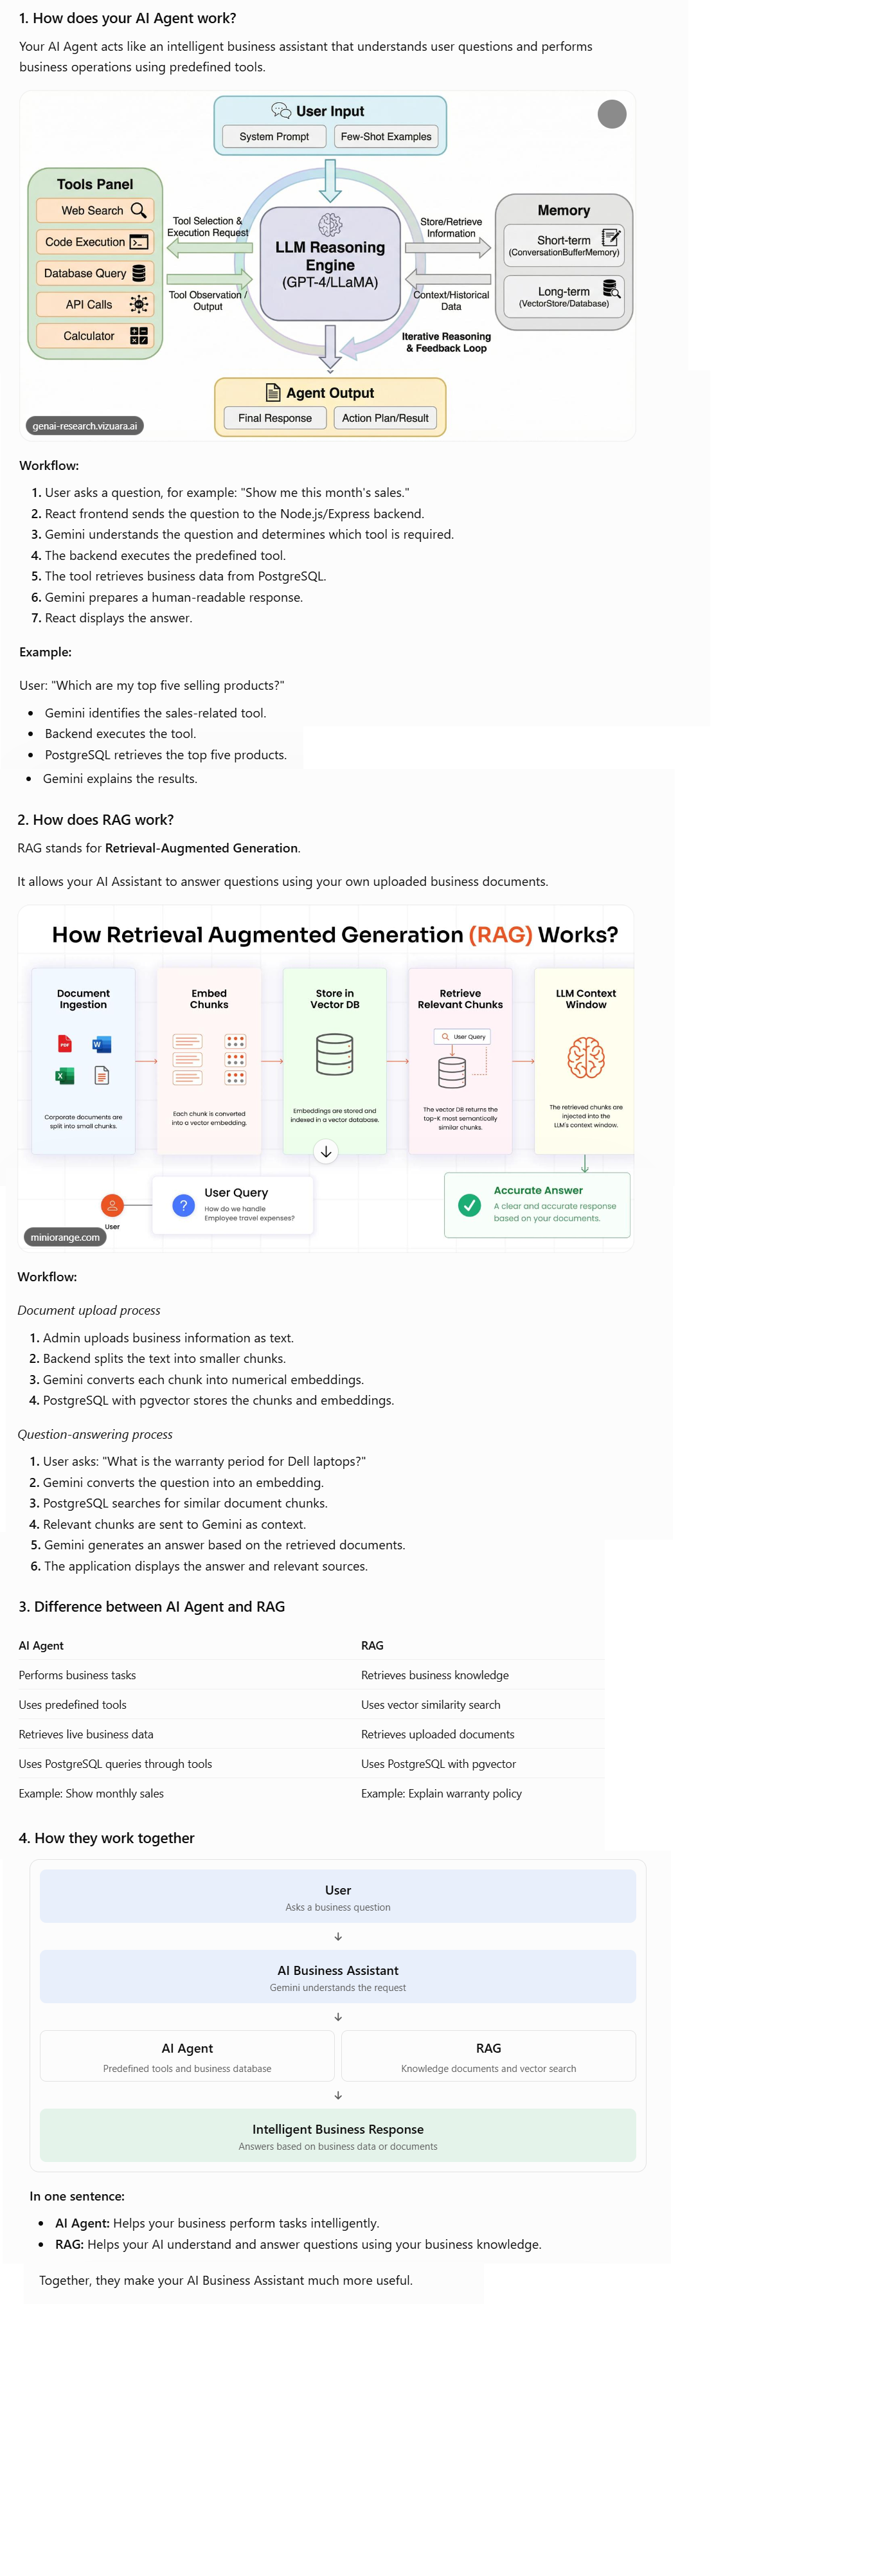 1. How does your AI Agent work?
Your AI Agent acts like an intelligent business assistant that understands user questions and performs
business operations using predefined tools.
User Input
System Prompt
Few-Shot Examples
Tools Panel
Web Search
Code Execution
Database Query
API Calls
Calculator
Tool Selection &
Execution Request
Tool Observation /
Output
LLM Reasoning
Engine
(GPT-4/LLaMA)
Store/Retrieve
Information
Context/Historical
Data
Iterative Reasoning
& Feedback Loop
Memory
Short-term
(ConversationBufferMemory)
Long-term
(VectorStore/Database)
Agent Output
Final Response
Action Plan/Result
genai-research.vizuara.ai
Workflow:
1. User asks a question, for example: "Show me this month's sales."
2. React frontend sends the question to the Node.js/Express backend.
3. Gemini understands the question and determines which tool is required.
4. The backend executes the predefined tool.
5. The tool retrieves business data from PostgreSQL.
6. Gemini prepares a human-readable response.
7. React displays the answer.
Example:
User: "Which are my top five selling products?"
• Gemini identifies the sales-related tool.
• Backend executes the tool.
• PostgreSQL retrieves the top five products.
• Gemini explains the results.
2. How does RAG work?
RAG stands for Retrieval-Augmented Generation.
It allows your AI Assistant to answer questions using your own uploaded business documents.
How Retrieval Augmented Generation (RAG) Works?
Document
Ingestion
PDF
W
X
Corporate documents are
split into small chunks.
Embed
Chunks
Each chunk is converted
into a vector embedding.
Store in
Vector DB
Embeddings are stored and
indexed in a vector database.
Retrieve
Relevant Chunks
User Query
The vector DB returns the
top-K most semantically
similar chunks.
LLM Context
Window
The retrieved chunks are
injected into the
LLM's context window.
User
?
User Query
How do we handle
Employee travel expenses?
Accurate Answer
A clear and accurate response
based on your documents.
miniorange.com
Workflow:
Document upload process
1. Admin uploads business information as text.
2. Backend splits the text into smaller chunks.
3. Gemini converts each chunk into numerical embeddings.
4. PostgreSQL with pgvector stores the chunks and embeddings.
Question-answering process
1. User asks: "What is the warranty period for Dell laptops?"
2. Gemini converts the question into an embedding.
3. PostgreSQL searches for similar document chunks.
4. Relevant chunks are sent to Gemini as context.
5. Gemini generates an answer based on the retrieved documents.
6. The application displays the answer and relevant sources.
3. Difference between AI Agent and RAG
AI Agent RAG
Performs business tasks Retrieves business knowledge
Uses predefined tools Uses vector similarity search
Retrieves live business data Retrieves uploaded documents
Uses PostgreSQL queries through tools Uses PostgreSQL with pgvector
Example: Show monthly sales Example: Explain warranty policy
4. How they work together
User
Asks a business question
AI Business Assistant
Gemini understands the request
AI Agent
Predefined tools and business database
RAG
Knowledge documents and vector search
Intelligent Business Response
Answers based on business data or documents
In one sentence:
• AI Agent: Helps your business perform tasks intelligently.
• RAG: Helps your AI understand and answer questions using your business knowledge.
Together, they make your AI Business Assistant much more useful.